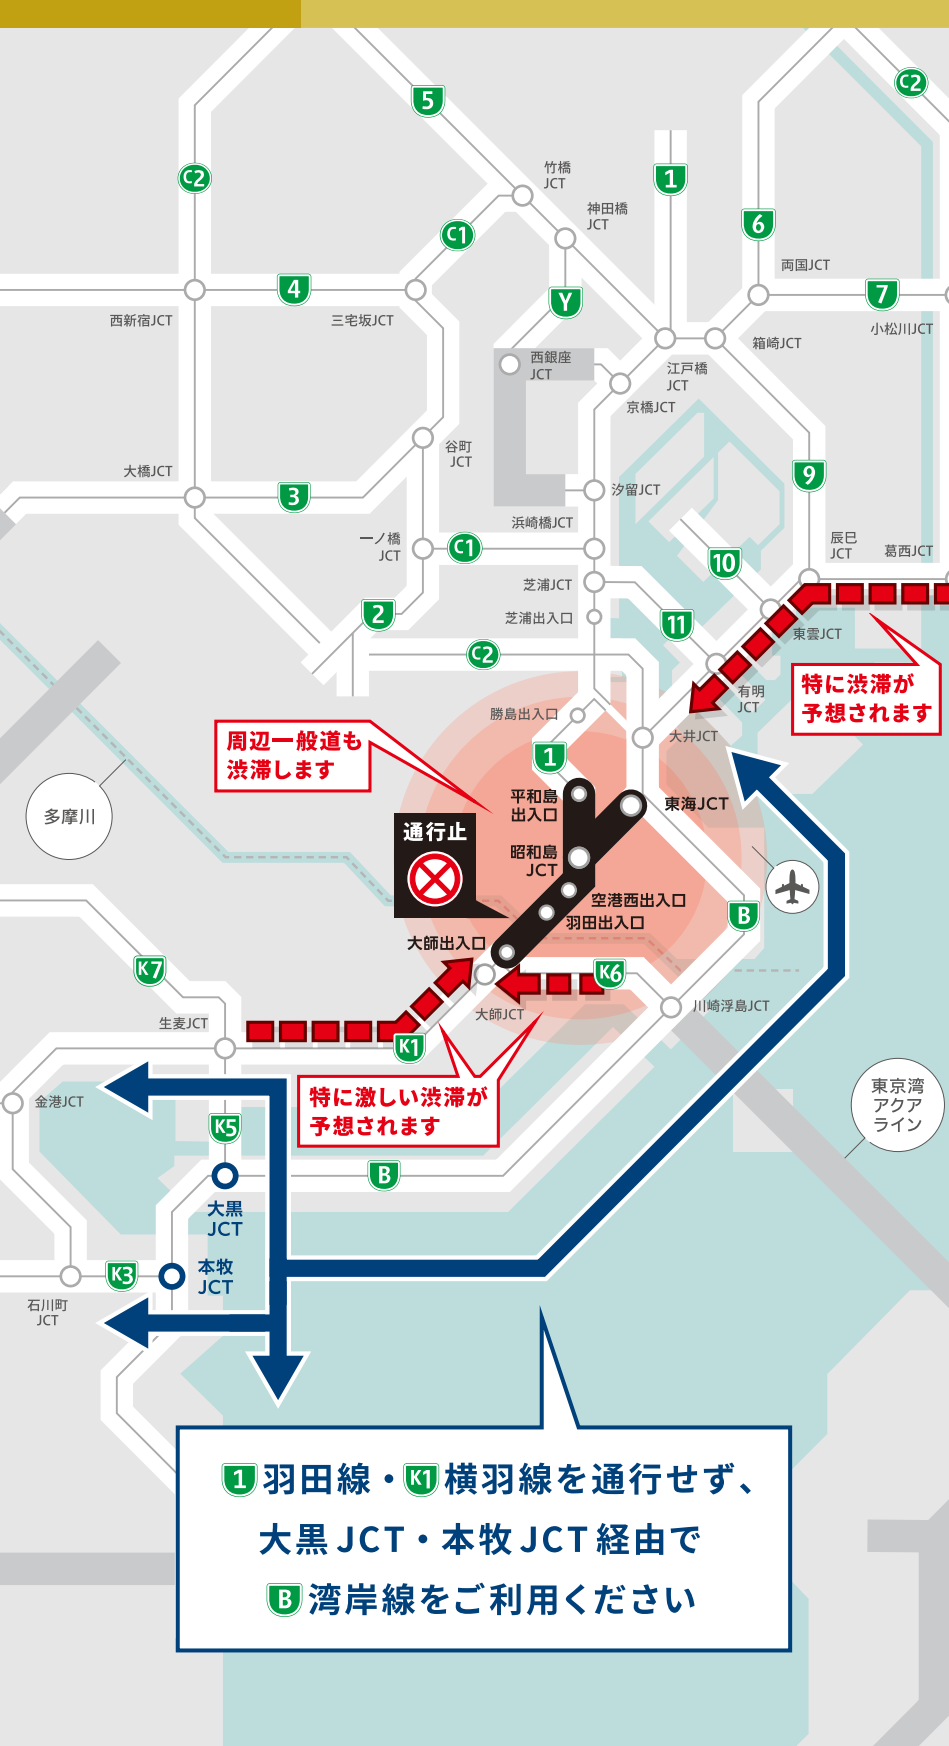 C2
5
C2
竹橋
JCT
1
神田橋
JCT
6
C1
両国JCT
4
Y
7
西新宿JCT
三宅坂JCT
小松川JCT
箱崎JCT
西銀座
JCT
江戸橋
JCT
京橋JCT
谷町
JCT
大橋JCT
9
3
汐留JCT
浜崎橋JCT
一ノ橋
JCT
C1
辰巳
JCT
葛西JCT
10
芝浦JCT
2
芝浦出入口
11
東雲JCT
C2
特に渋滞が
予想されます
有明
JCT
勝島出入口
大井JCT
周辺一般道も
渋滞します
1
平和島
出入口
東海JCT
多摩川
通行止
昭和島
JCT
空港西出入口
羽田出入口
B
大師出入口
K7
K6
大師JCT
川崎浮島JCT
生麦JCT
K1
特に激しい渋滞が
予想されます
東京湾
アクア
ライン
金港JCT
K5
B
大黒
JCT
本牧
JCT
K3
石川町
JCT
1羽田線・K1横羽線を通行せず、
大黒JCT・本牧JCT経由で
B湾岸線をご利用ください